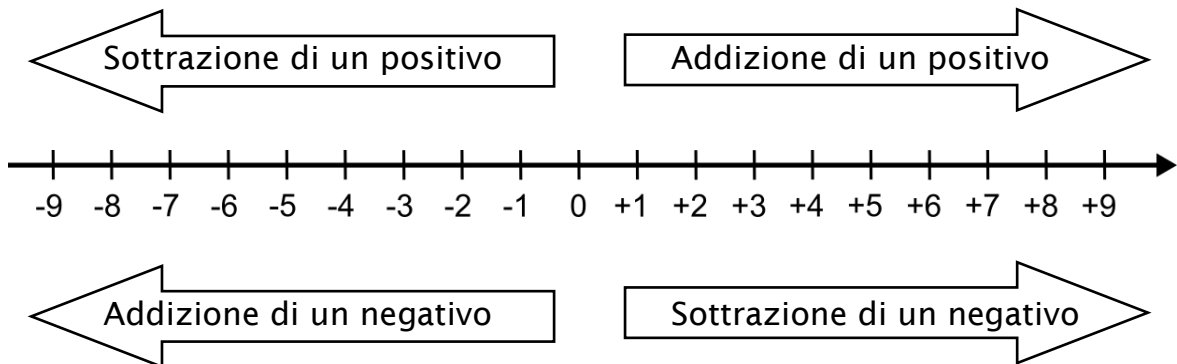 Sottrazione di un positivo Addizione di un positivo
-9 -8 -7 -6 -5 -4 -3 -2 -1 0 +1 +2 +3 +4 +5 +6 +7 +8 +9
Addizione di un negativo Sottrazione di un negativo